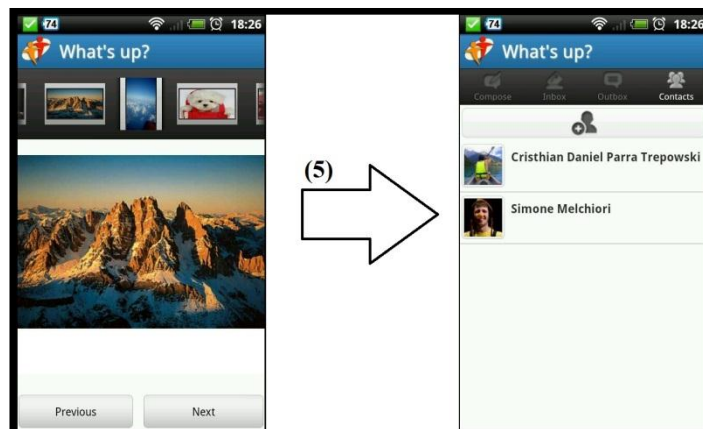 74 18:26
What's up?
Previous Next
(5)
74 18:26
What's up?
Compose Inbox Outbox Contacts
Cristhian Daniel Parra Trepowski
Simone Melchiori